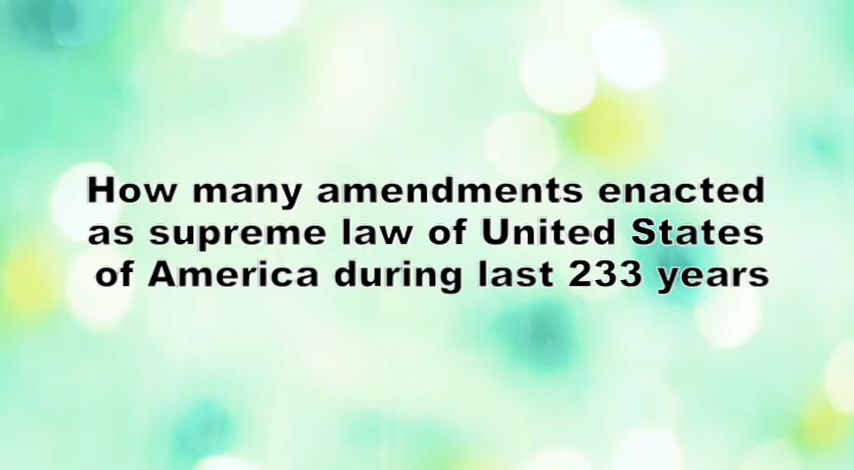 How many amendments enacted
as supreme law of United States
of America during last 233 years